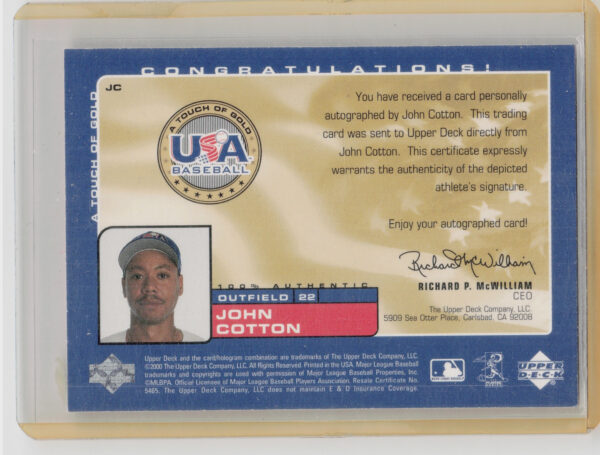 CONGRATULATIONS!
JC
A TOUCH OF GOLD
A TOUCH OF GOLD
USA
BASEBALL
You have received a card personally
autographed by John Cotton. This trading
card was sent to Upper Deck directly from
John Cotton. This certificate expressly
warrants the authenticity of the depicted
athlete's signature.
Enjoy your autographed card!
Richard McWilliam
RICHARD P. McWILLIAM
CEO
The Upper Deck Company, LLC
5909 Sea Otter Place, Carlsbad, CA 92008
100% AUTHENTIC
OUTFIELD 22
JOHN
COTTON
Upper Deck and the card/hologram combination are trademarks of The Upper Deck Company, LLC.
©2000 The Upper Deck Company, LLC. All Rights Reserved. Printed in the USA. Major League Baseball
trademarks and copyrights are used with permission of Major League Baseball Properties, Inc.
©MLBPA. Official Licensee of Major League Baseball Players Association. Resale Certificate No.
5465. The Upper Deck Company, LLC does not maintain E & O Insurance Coverage.
UPPER
DECK